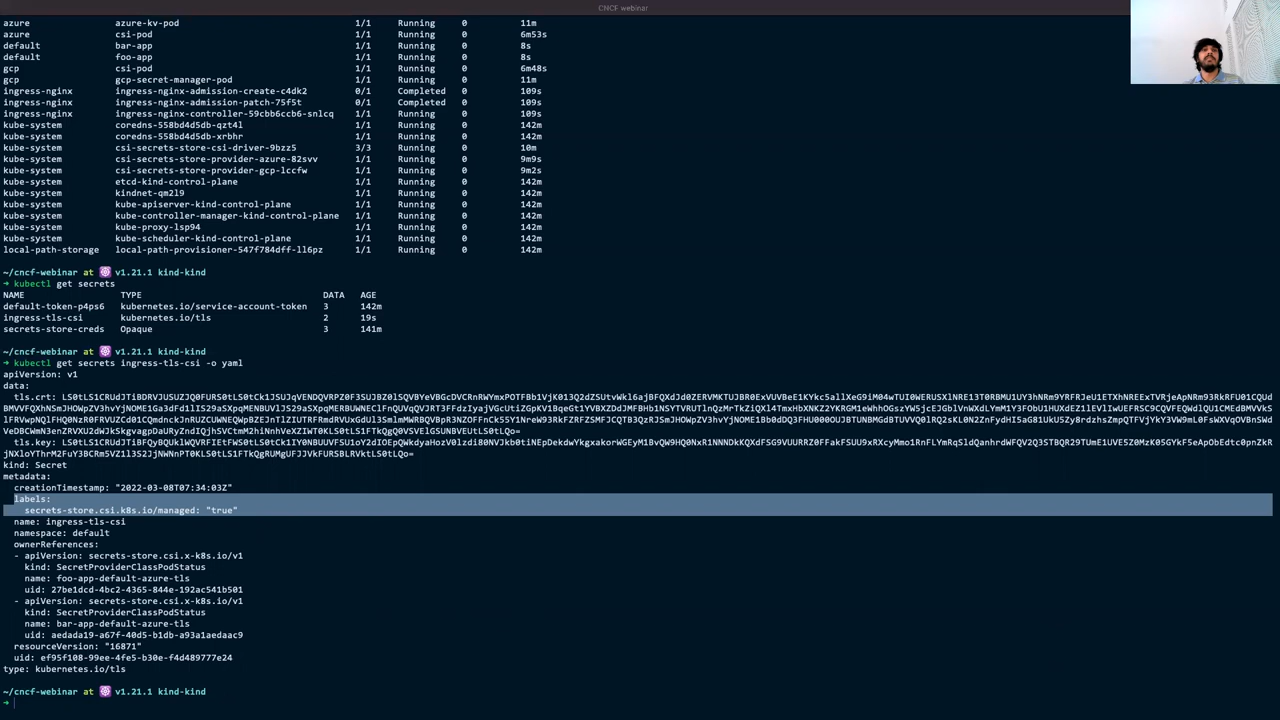 CNCF webinar
azure azure-kv-pod 1/1 Running 0 11m
azure csi-pod 1/1 Running 0 6m53s
default bar-app 1/1 Running 0 8s
default foo-app 1/1 Running 0 8s
gcp csi-pod 1/1 Running 0 6m48s
gcp gcp-secret-manager-pod 1/1 Running 0 11m
ingress-nginx ingress-nginx-admission-create-c4dk2 0/1 Completed 0 109s
ingress-nginx ingress-nginx-admission-patch-75f5t 0/1 Completed 0 109s
ingress-nginx ingress-nginx-controller-59cbb6ccb6-snlcq 1/1 Running 0 109s
kube-system coredns-558bd4d5db-qzt4l 1/1 Running 0 142m
kube-system coredns-558bd4d5db-xrbhr 1/1 Running 0 142m
kube-system csi-secrets-store-csi-driver-9bzz5 3/3 Running 0 10m
kube-system csi-secrets-store-provider-azure-82svv 1/1 Running 0 9m9s
kube-system csi-secrets-store-provider-gcp-lccfw 1/1 Running 0 9m2s
kube-system etcd-kind-control-plane 1/1 Running 0 142m
kube-system kindnet-qm2l9 1/1 Running 0 142m
kube-system kube-apiserver-kind-control-plane 1/1 Running 0 142m
kube-system kube-controller-manager-kind-control-plane 1/1 Running 0 142m
kube-system kube-proxy-lsp94 1/1 Running 0 142m
kube-system kube-scheduler-kind-control-plane 1/1 Running 0 142m
local-path-storage local-path-provisioner-547f784dff-ll6pz 1/1 Running 0 142m
~/cncf-webinar at v1.21.1 kind-kind
→ kubectl get secrets
NAME TYPE DATA AGE
default-token-p4ps6 kubernetes.io/service-account-token 3 142m
ingress-tls-csi kubernetes.io/tls 2 19s
secrets-store-creds Opaque 3 141m
~/cncf-webinar at v1.21.1 kind-kind
→ kubectl get secrets ingress-tls-csi -o yaml
apiVersion: v1
data:
tls.crt:
tls.key:
kind: Secret
metadata:
creationTimestamp: "2022-03-08T07:34:03Z"
labels:
secrets-store.csi.k8s.io/managed: "true"
name: ingress-tls-csi
namespace: default
ownerReferences:
- apiVersion: secrets-store.csi.x-k8s.io/v1
kind: SecretProviderClassPodStatus
name: foo-app-default-azure-tls
uid: 27be1dcd-4bc2-4365-844e-192ac541b501
- apiVersion: secrets-store.csi.x-k8s.io/v1
kind: SecretProviderClassPodStatus
name: bar-app-default-azure-tls
uid: aedada19-a67f-40d5-b1db-a93a1aedaac9
resourceVersion: "16871"
uid: ef95f108-99ee-4fe5-b30e-f4d489777e24
type: kubernetes.io/tls
~/cncf-webinar at v1.21.1 kind-kind
→